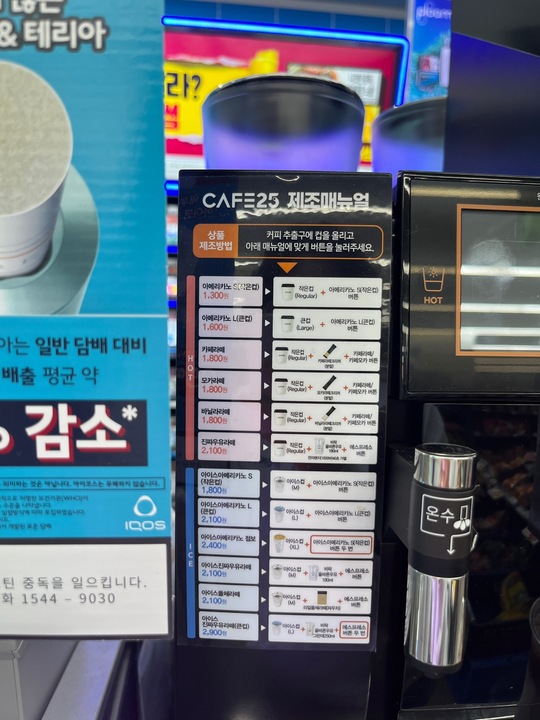 & 테리아
아는 일반 담배 대비
배출 평균 약
감소*
IQOS
틴 중독을 일으킵니다.
화 1544 – 9030
ploom
CAFE25 제조매뉴얼
상품
제조방법
커피 추출구에 컵을 올리고
아래 매뉴얼에 맞게 버튼을 눌러주세요.
HOT
아메리카노 S(작은컵)
1,300원
작은컵
(Regular)
+
아메리카노 S(작은컵)
버튼
아메리카노 L(큰컵)
1,600원
큰컵
(Large)
+
아메리카노 L(큰컵)
버튼
카페라떼
1,800원
작은컵
(Regular)
+
+
카페라떼/
카페모카 버튼
모카라떼
1,800원
작은컵
(Regular)
+
+
카페라떼/
카페모카 버튼
바닐라라떼
1,800원
작은컵
(Regular)
+
+
카페라떼/
카페모카 버튼
진짜우유라떼
2,100원
작은컵
(Regular)
+
+
에스프레소
버튼
ICE
아이스아메리카노 S
(작은컵)
1,800원
아이스컵
(M)
+
아이스아메리카노 S(작은컵)
버튼
아이스아메리카노 L
(큰컵)
2,100원
아이스컵
(L)
+
아이스아메리카노 L(큰컵)
버튼
아이스아메리카노 점보
2,400원
아이스컵
(XL)
+
아이스아메리카노 S(작은컵)
버튼 두 번
아이스진짜우유라떼
2,100원
아이스컵
(M)
+
+
에스프레소
버튼
아이스돌체라떼
2,100원
아이스컵
(M)
+
+
에스프레소
버튼
아이스
진짜우유라떼(큰컵)
2,900원
아이스컵
(L)
+
+
에스프레소
버튼 두 번
HOT
온수